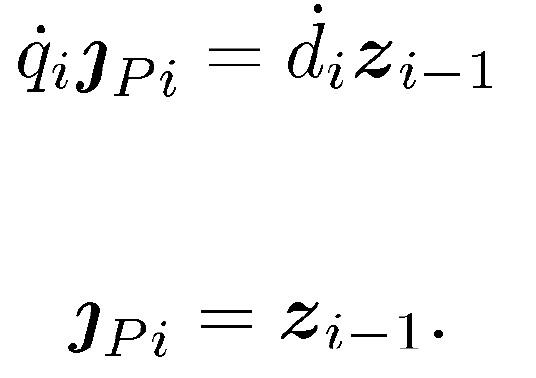 q̇ᵢ𝒋_{Pi} = ḋᵢ𝒛_{i−1}
𝒋_{Pi} = 𝒛_{i−1}.